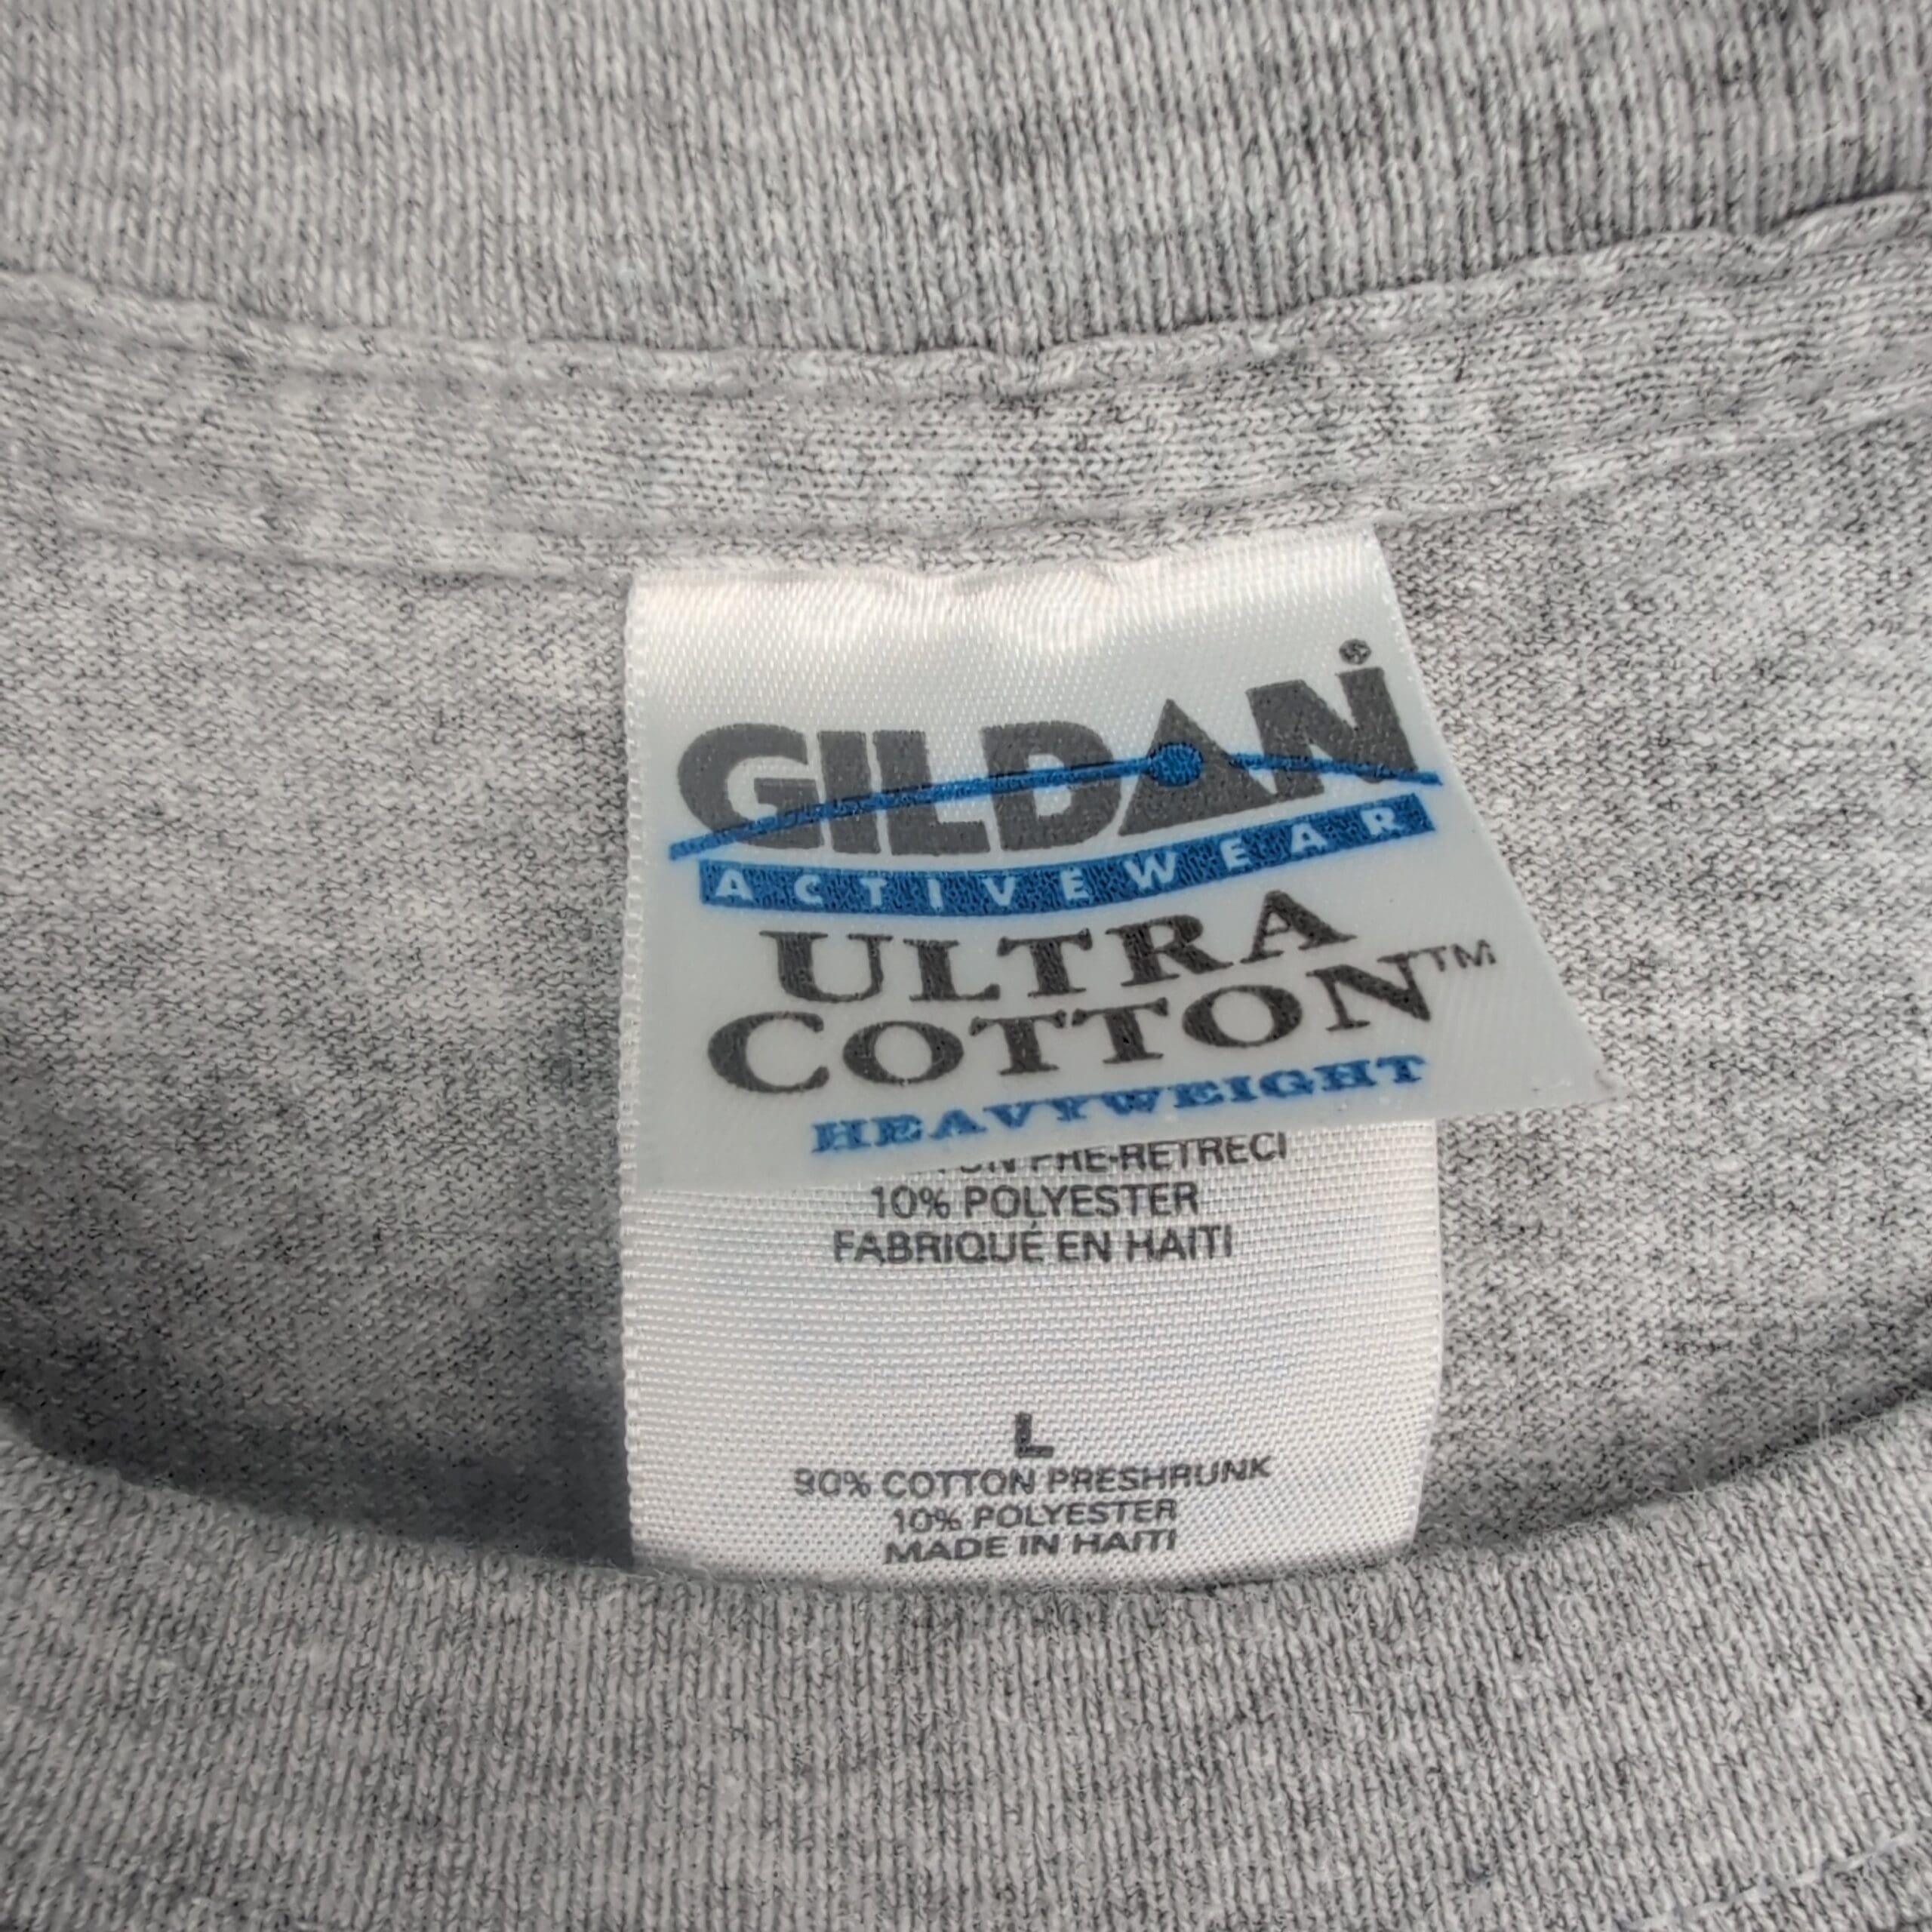 GILDAN®
ACTIVEWEAR
ULTRA
COTTON™
HEAVYWEIGHT
PRE-RETRECI
10% POLYESTER
FABRIQUÉ EN HAITI
L
90% COTTON PRESHRUNK
10% POLYESTER
MADE IN HAITI